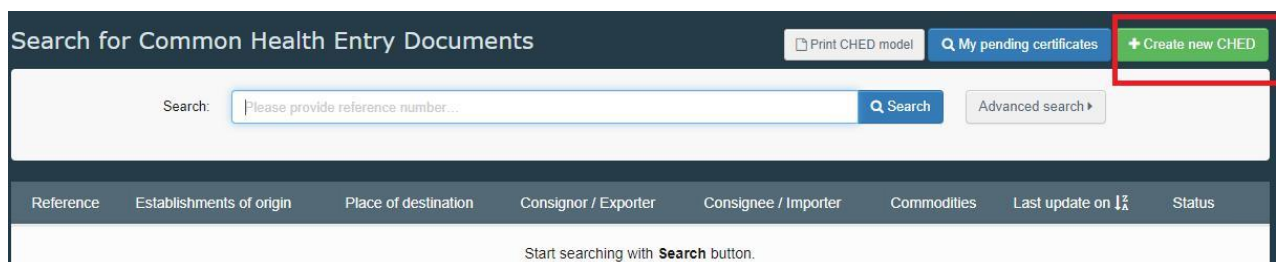 Search for Common Health Entry Documents
Print CHED model
My pending certificates
Create new CHED
Search:
Please provide reference number...
Search
Advanced search
Reference Establishments of origin Place of destination Consignor / Exporter Consignee / Importer Commodities Last update on Status
Start searching with Search button.